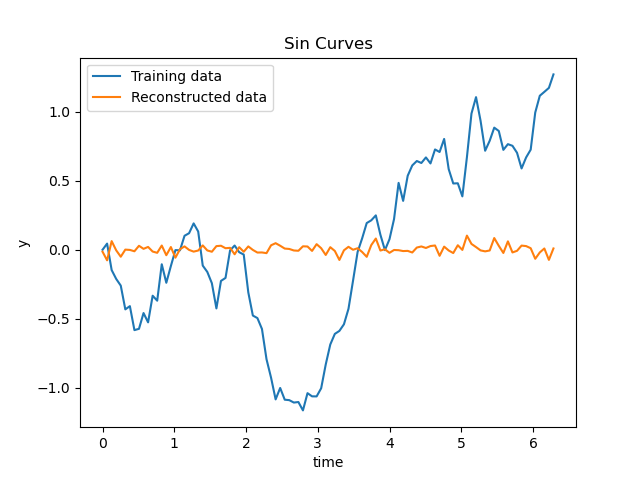 Sin Curves
Training data
Reconstructed data
1.0
0.5
0.0
−0.5
−1.0
y
0 1 2 3 4 5 6
time